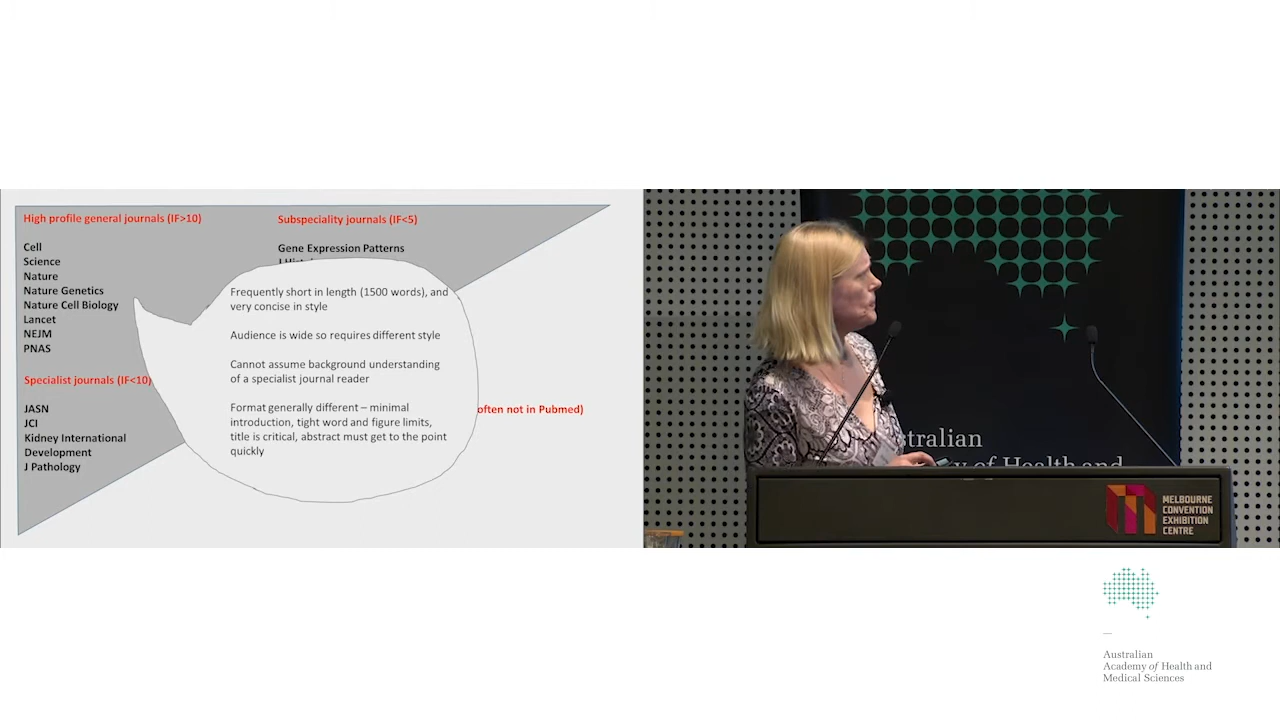 High profile general journals (IF>10)
Cell
Science
Nature
Nature Genetics
Nature Cell Biology
Lancet
NEJM
PNAS
Specialist journals (IF<10)
JASN
JCI
Kidney International
Development
J Pathology
Subspeciality journals (IF<5)
Gene Expression Patterns
Frequently short in length (1500 words), and
very concise in style
Audience is wide so requires different style
Cannot assume background understanding
of a specialist journal reader
Format generally different – minimal
introduction, tight word and figure limits,
title is critical, abstract must get to the point
quickly
often not in Pubmed)
stralian
of Health and
MELBOURNE
CONVENTION
EXHIBITION
CENTRE
Australian
Academy of Health and
Medical Sciences